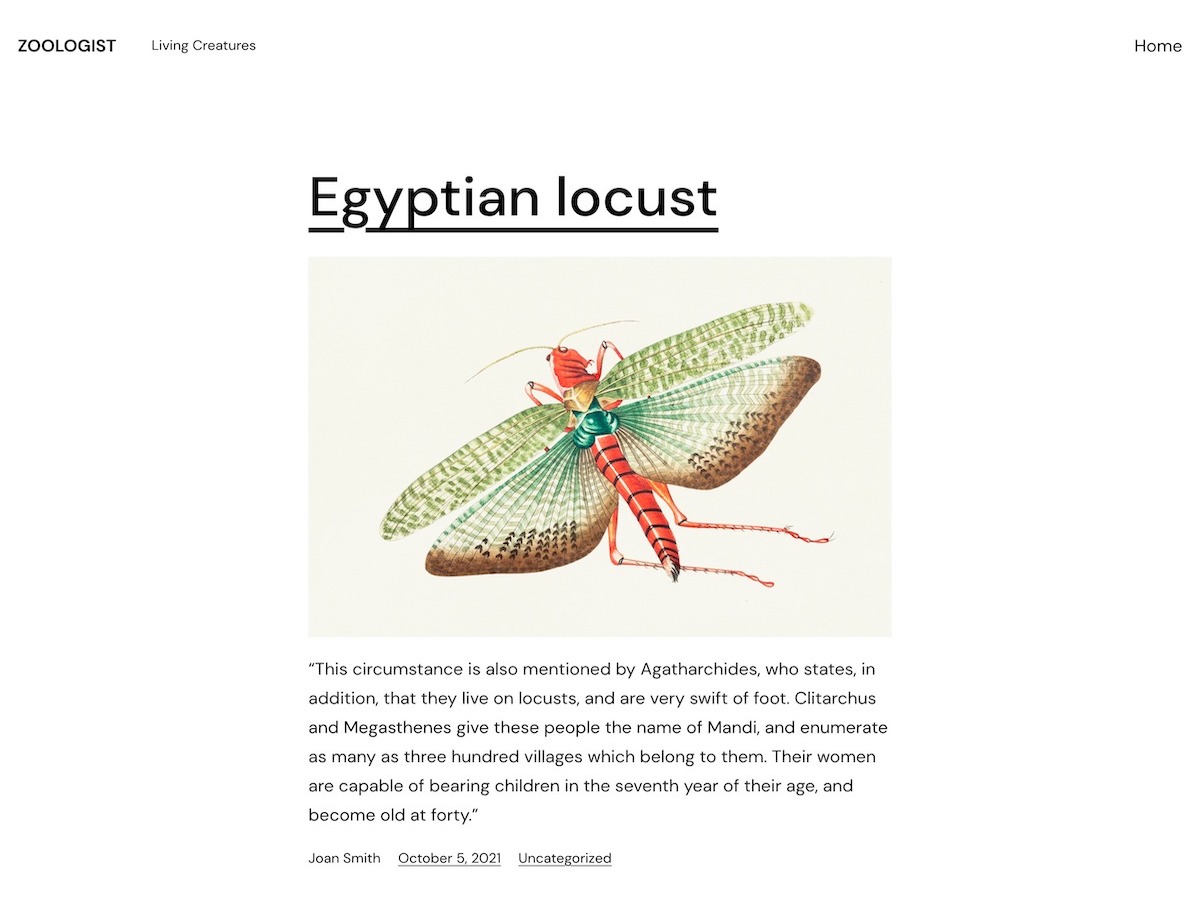 ZOOLOGIST Living Creatures Home
Egyptian locust
“This circumstance is also mentioned by Agatharchides, who states, in
addition, that they live on locusts, and are very swift of foot. Clitarchus
and Megasthenes give these people the name of Mandi, and enumerate
as many as three hundred villages which belong to them. Their women
are capable of bearing children in the seventh year of their age, and
become old at forty.”
Joan Smith October 5, 2021 Uncategorized